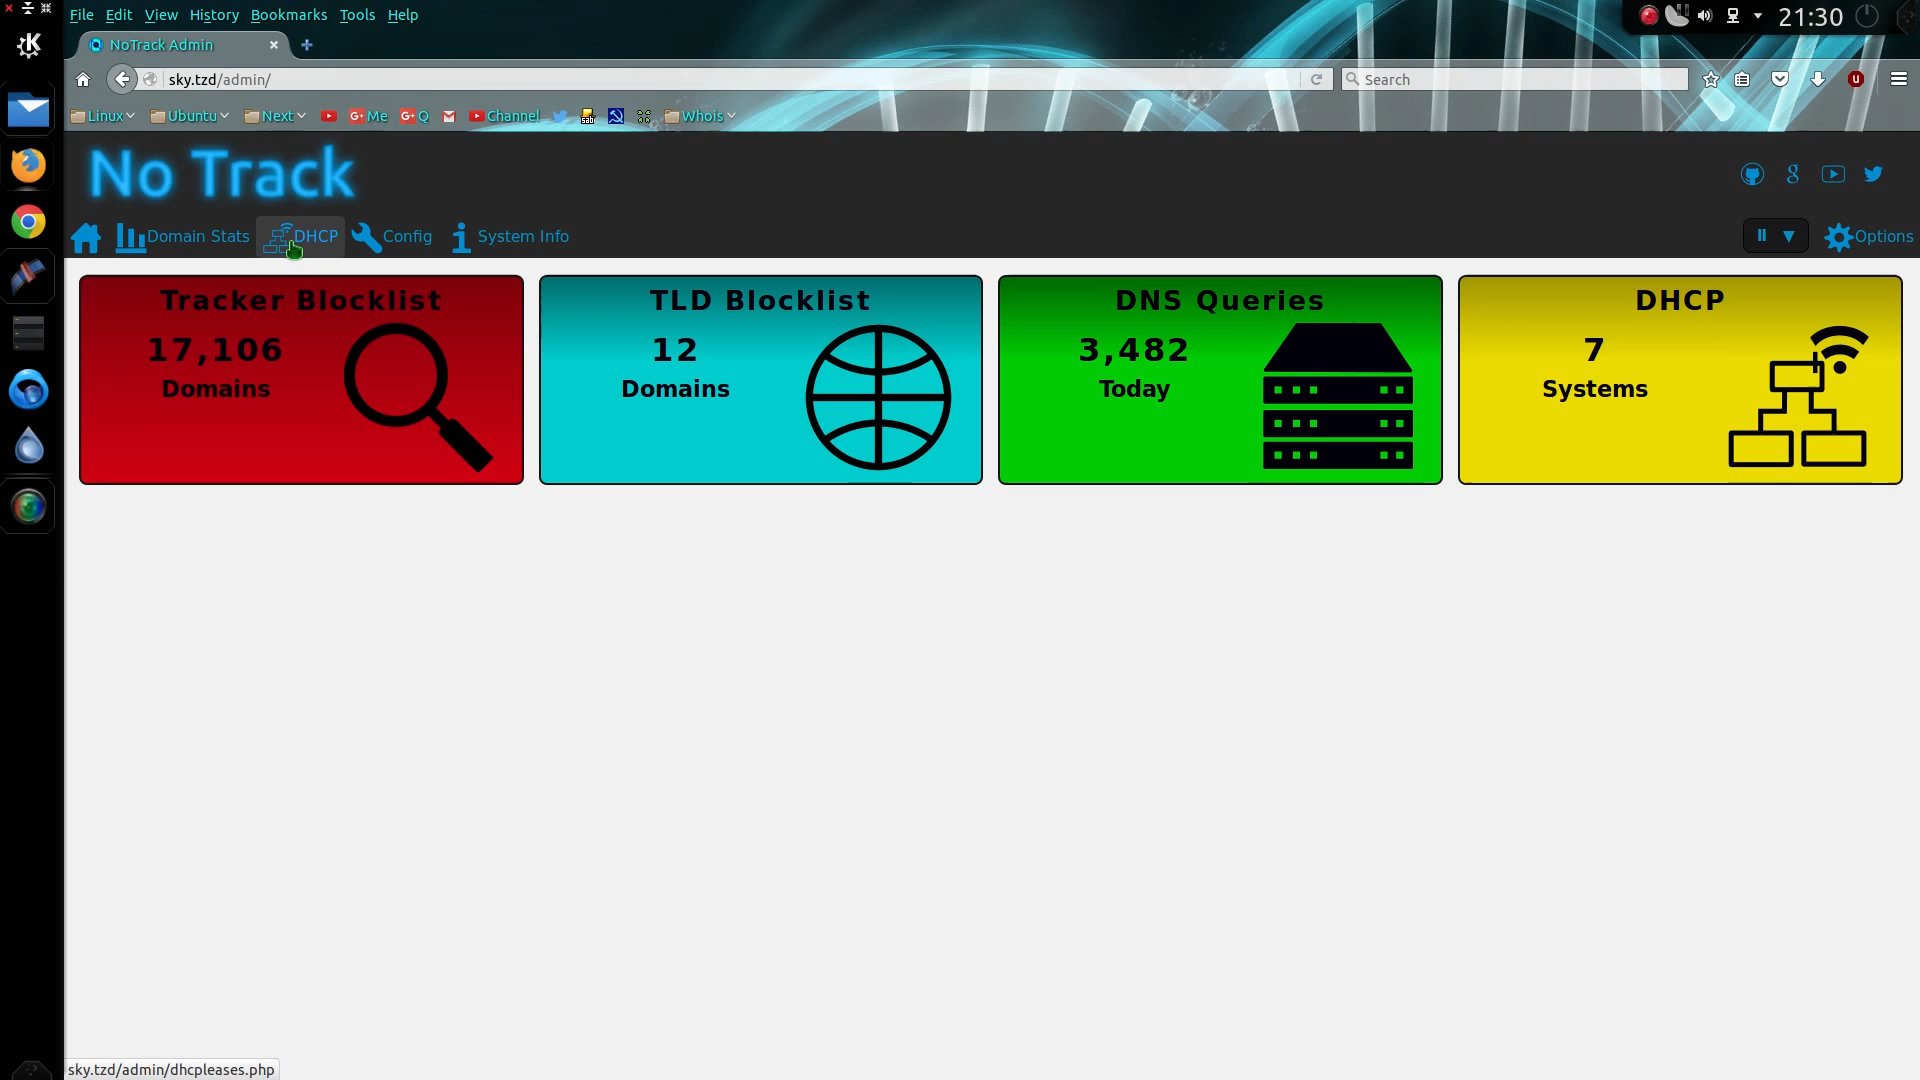 File Edit View History Bookmarks Tools Help
21:30
NoTrack Admin
sky.tzd/admin/
Search
Linux Ubuntu Next G+ Me G+ Q Channel sab Whois
No Track
Domain Stats DHCP Config System Info
Options
Tracker Blocklist
17,106
Domains
TLD Blocklist
12
Domains
DNS Queries
3,482
Today
DHCP
7
Systems
sky.tzd/admin/dhcpleases.php